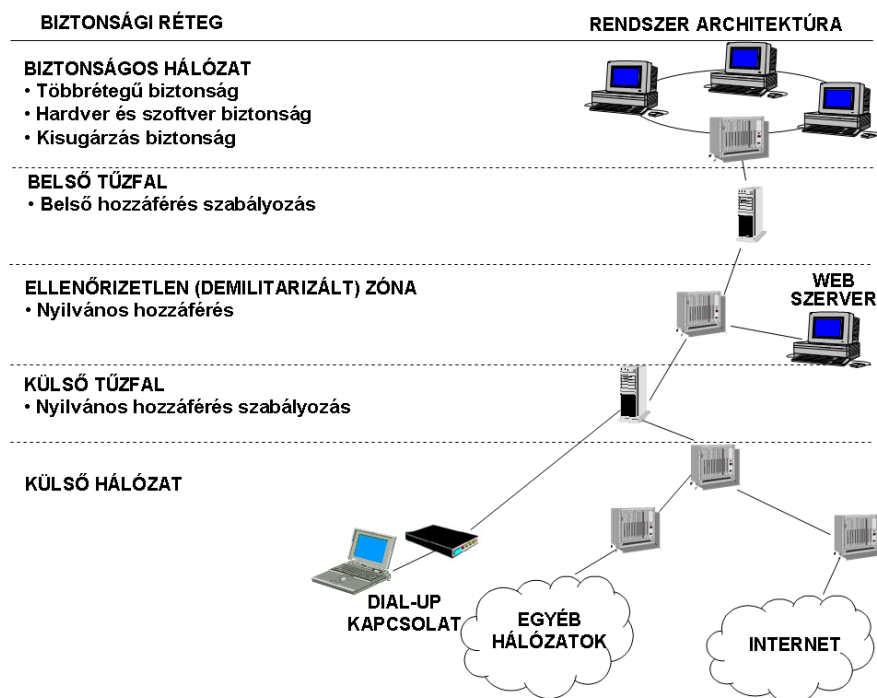 BIZTONSÁGI RÉTEG
RENDSZER ARCHITEKTÚRA
BIZTONSÁGOS HÁLÓZAT
• Többrétegű biztonság
• Hardver és szoftver biztonság
• Kisugárzás biztonság
BELSŐ TŰZFAL
• Belső hozzáférés szabályozás
ELLENŐRIZETLEN (DEMILITARIZÁLT) ZÓNA
• Nyilvános hozzáférés
WEB
SZERVER
KÜLSŐ TŰZFAL
• Nyilvános hozzáférés szabályozás
KÜLSŐ HÁLÓZAT
DIAL-UP
KAPCSOLAT
EGYÉB
HÁLÓZATOK
INTERNET